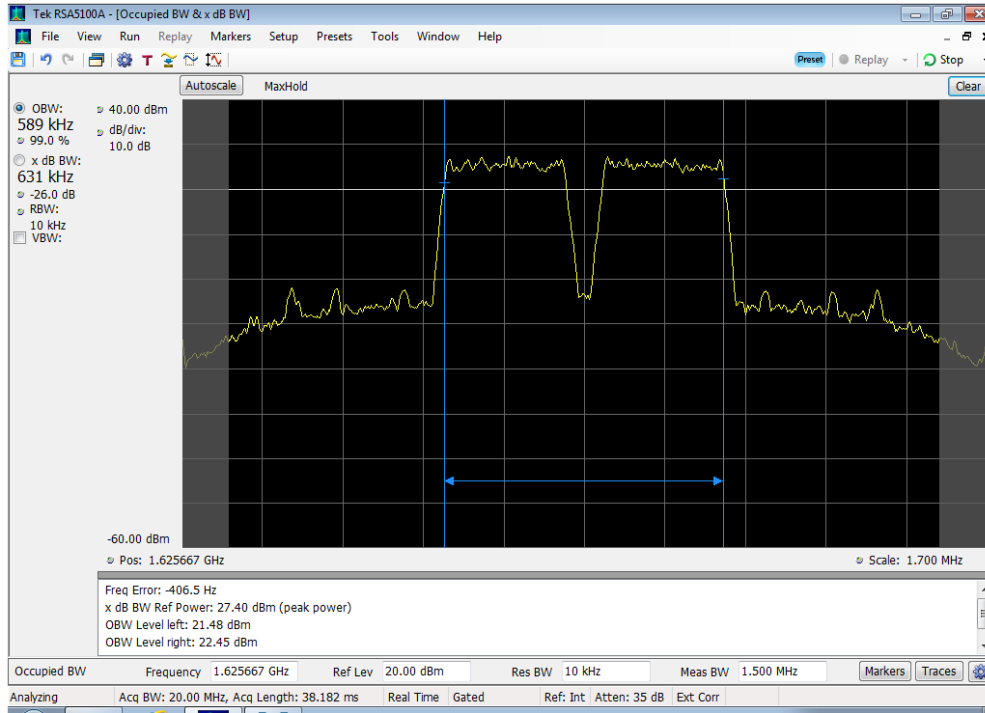 Tek RSA5100A - [Occupied BW & x dB BW]
File View Run Replay Markers Setup Presets Tools Window Help
T Preset Replay Stop
Autoscale MaxHold Clear
OBW:
589 kHz
99.0 %
x dB BW:
631 kHz
-26.0 dB
RBW:
10 kHz
VBW:
40.00 dBm
dB/div:
10.0 dB
-60.00 dBm
Pos: 1.625667 GHz Scale: 1.700 MHz
Freq Error: -406.5 Hz
x dB BW Ref Power: 27.40 dBm (peak power)
OBW Level left: 21.48 dBm
OBW Level right: 22.45 dBm
Occupied BW Frequency 1.625667 GHz Ref Lev 20.00 dBm Res BW 10 kHz Meas BW 1.500 MHz Markers Traces
Analyzing Acq BW: 20.00 MHz, Acq Length: 38.182 ms Real Time Gated Ref: Int Atten: 35 dB Ext Corr